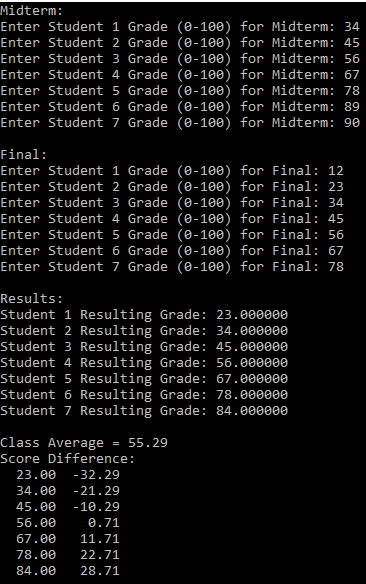 Midterm:
Enter Student 1 Grade (0-100) for Midterm: 34
Enter Student 2 Grade (0-100) for Midterm: 45
Enter Student 3 Grade (0-100) for Midterm: 56
Enter Student 4 Grade (0-100) for Midterm: 67
Enter Student 5 Grade (0-100) for Midterm: 78
Enter Student 6 Grade (0-100) for Midterm: 89
Enter Student 7 Grade (0-100) for Midterm: 90

Final:
Enter Student 1 Grade (0-100) for Final: 12
Enter Student 2 Grade (0-100) for Final: 23
Enter Student 3 Grade (0-100) for Final: 34
Enter Student 4 Grade (0-100) for Final: 45
Enter Student 5 Grade (0-100) for Final: 56
Enter Student 6 Grade (0-100) for Final: 67
Enter Student 7 Grade (0-100) for Final: 78

Results:
Student 1 Resulting Grade: 23.000000
Student 2 Resulting Grade: 34.000000
Student 3 Resulting Grade: 45.000000
Student 4 Resulting Grade: 56.000000
Student 5 Resulting Grade: 67.000000
Student 6 Resulting Grade: 78.000000
Student 7 Resulting Grade: 84.000000

Class Average = 55.29
Score Difference:
  23.00  -32.29
  34.00  -21.29
  45.00  -10.29
  56.00    0.71
  67.00   11.71
  78.00   22.71
  84.00   28.71